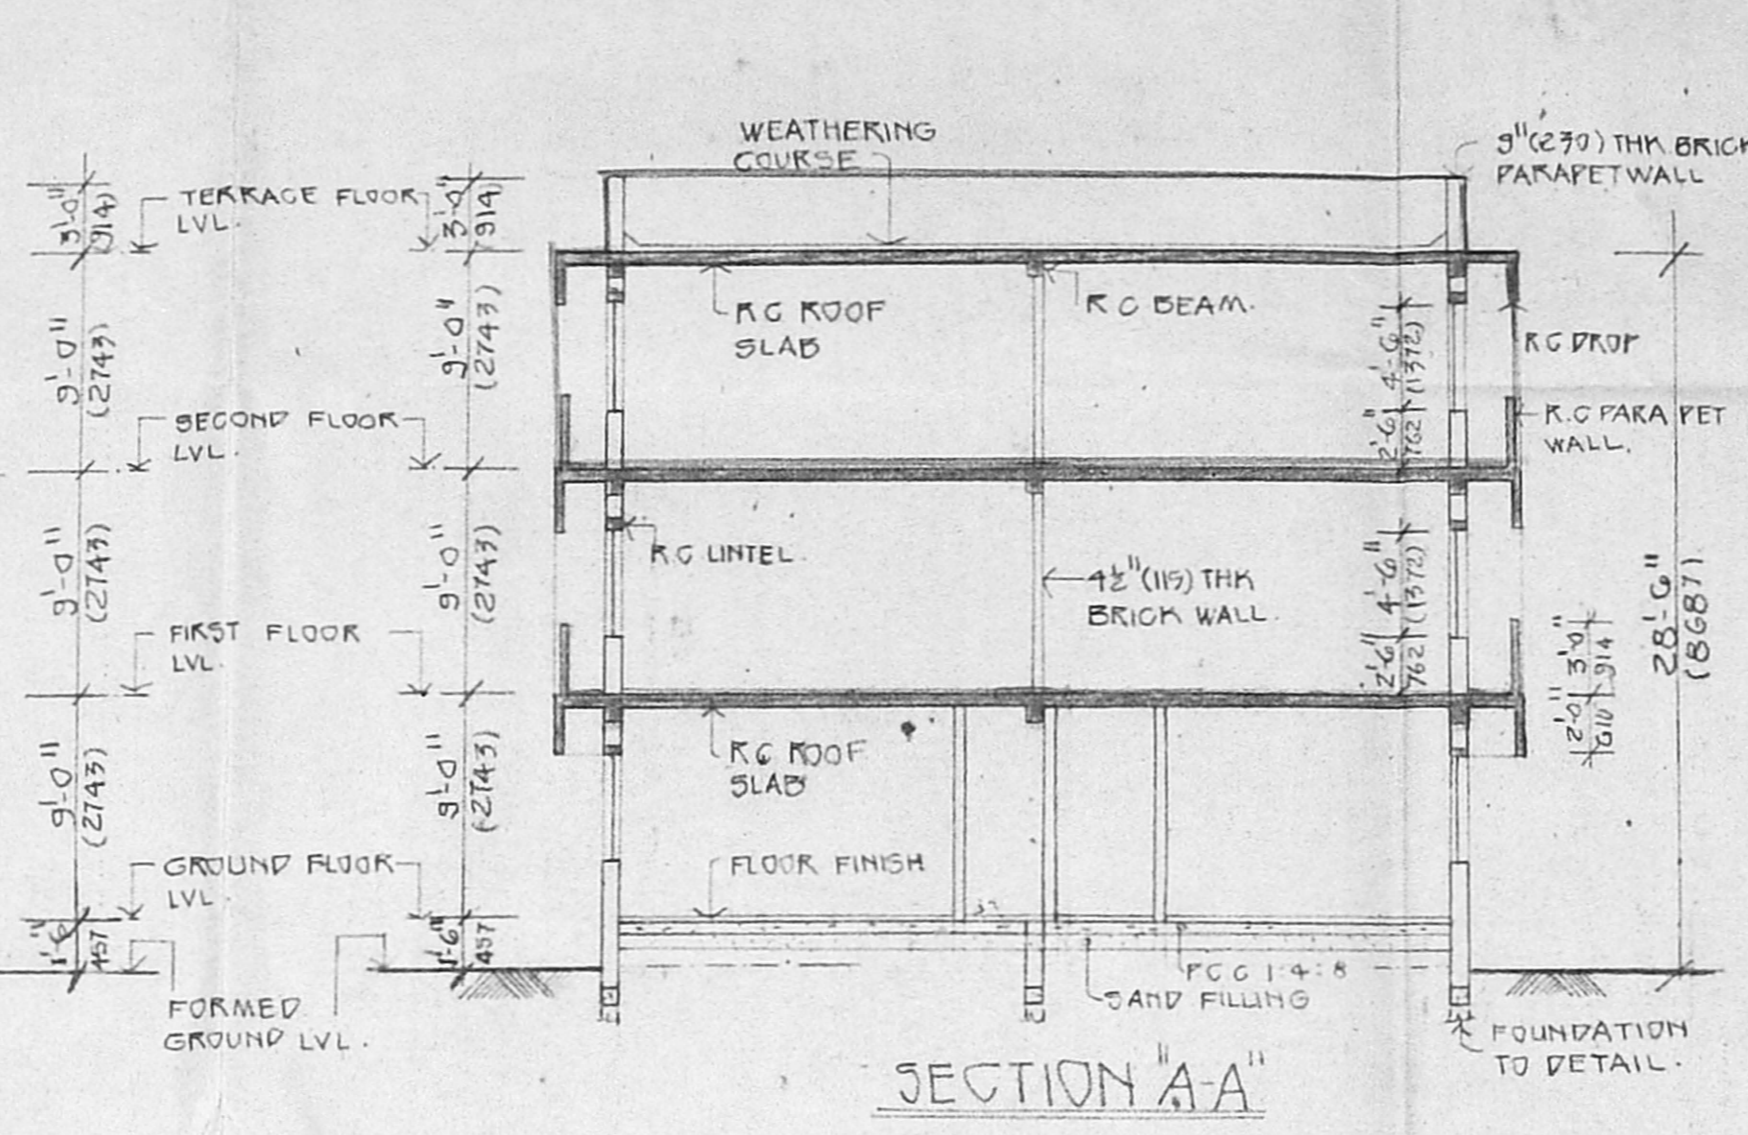 WEATHERING
COURSE
9"(230) THK BRICK
PARAPET WALL
3'-0"
914)
TERRACE FLOOR
LVL.
3'-0"
914)
R C ROOF
SLAB
R C BEAM.
R C DROP
9'-0"
(2743)
9'-0"
(2743)
4'-6"
(1372)
SECOND FLOOR
LVL.
2'-6"
762
R.C PARAPET
WALL.
R.C LINTEL.
4½"(115) THK
BRICK WALL.
9'-0"
(2743)
9'-0"
(2743)
4'-6"
(1372)
28'-6"
(8687)
FIRST FLOOR
LVL.
2'-6"
762
3'-0"
914
2'-0"
610
R C ROOF
SLAB
9'-0"
(2743)
9'-0"
(2743)
GROUND FLOOR
LVL.
FLOOR FINISH
1'-6"
457
1'-6"
457
P C C 1:4:8
SAND FILLING
FORMED
GROUND LVL.
FOUNDATION
TO DETAIL.
SECTION "A-A"